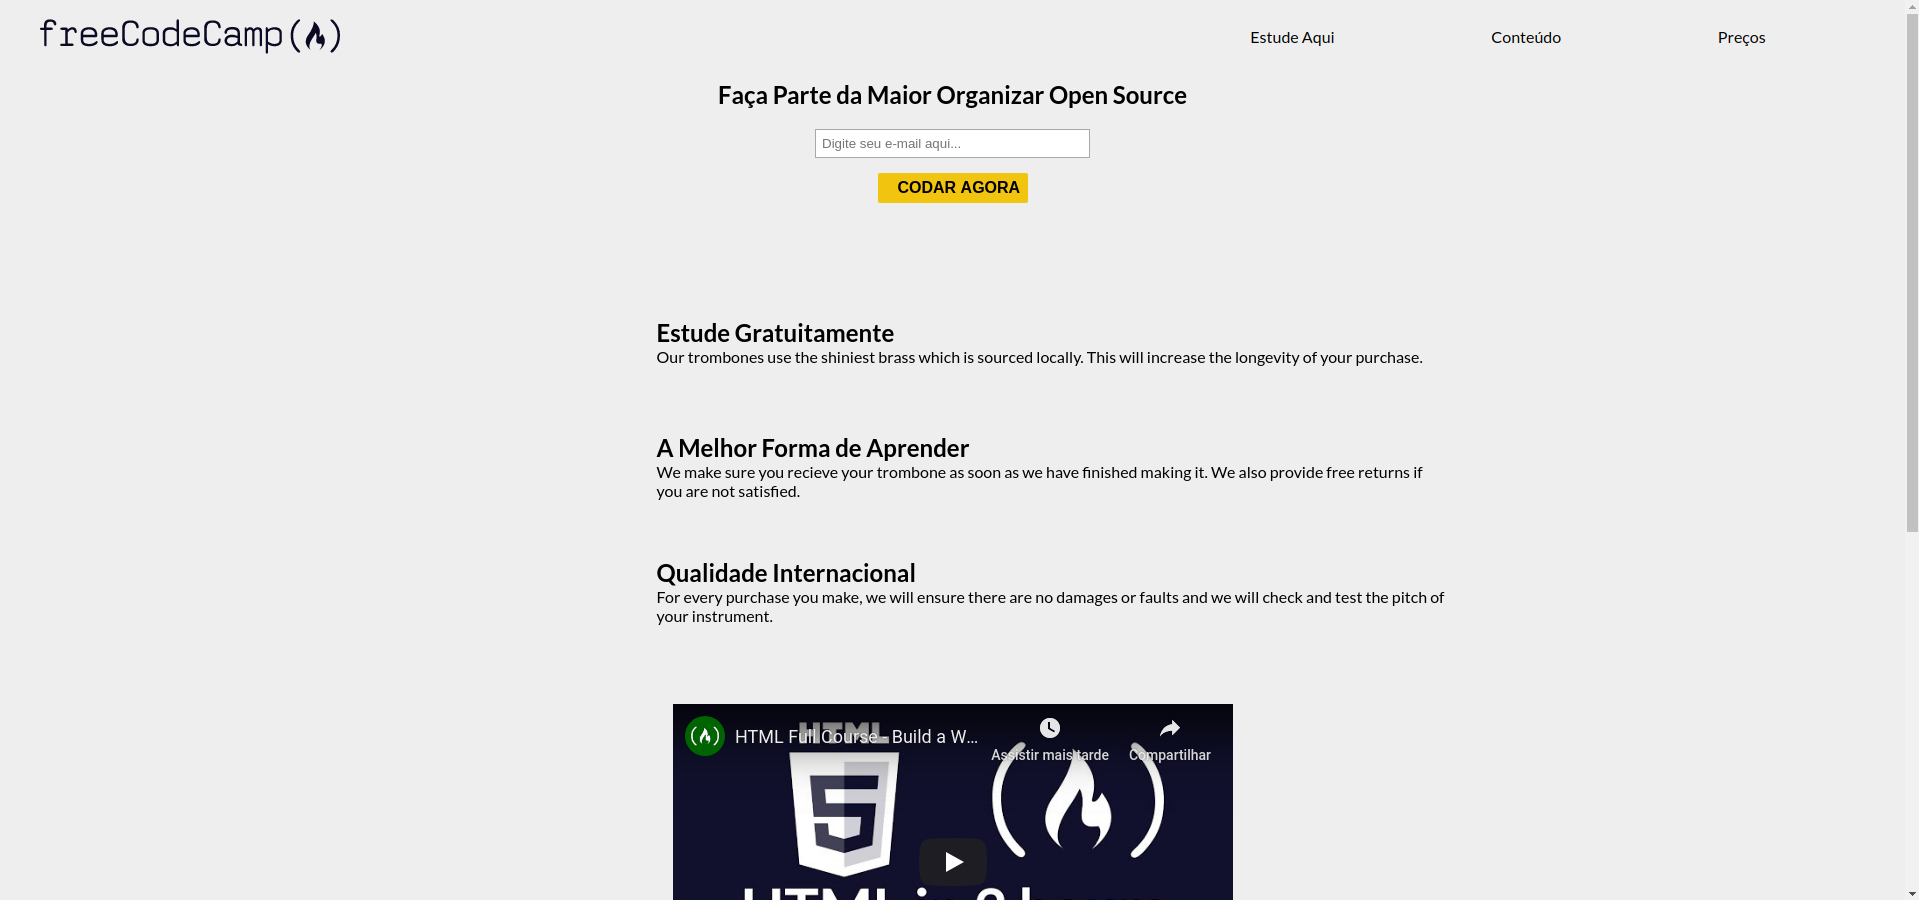 freeCodeCamp
Estude Aqui
Conteúdo
Preços
Faça Parte da Maior Organizar Open Source
Digite seu e-mail aqui...
CODAR AGORA
Estude Gratuitamente
Our trombones use the shiniest brass which is sourced locally. This will increase the longevity of your purchase.
A Melhor Forma de Aprender
We make sure you recieve your trombone as soon as we have finished making it. We also provide free returns if
you are not satisfied.
Qualidade Internacional
For every purchase you make, we will ensure there are no damages or faults and we will check and test the pitch of
your instrument.
HTML Full Course - Build a W...
Assistir mais tarde
Compartilhar
HTML
5